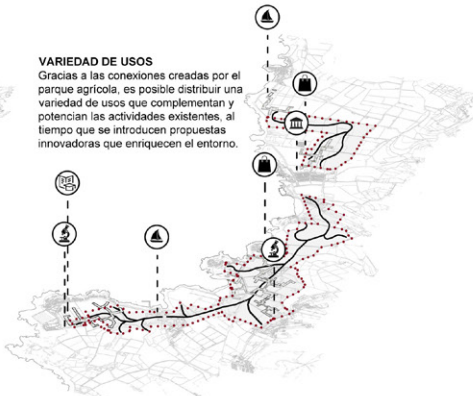 VARIEDAD DE USOS
Gracias a las conexiones creadas por el
parque agrícola, es posible distribuir una
variedad de usos que complementan y
potencian las actividades existentes, al
tiempo que se introducen propuestas
innovadoras que enriquecen el entorno.